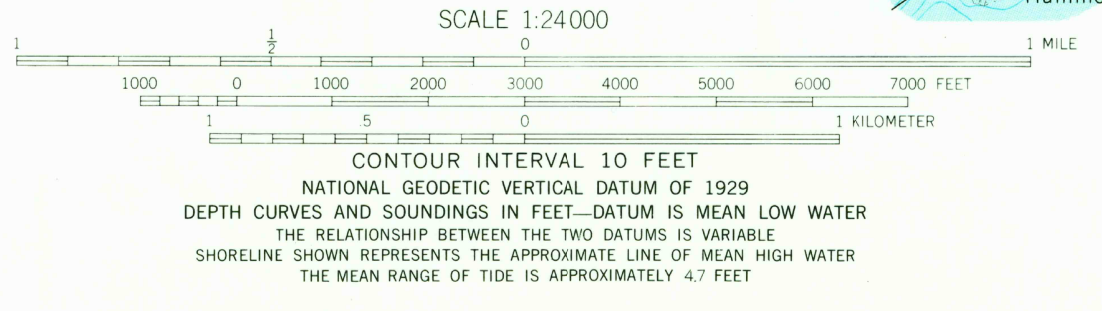 SCALE 1:24000
1 1/2 0 1 MILE
1000 0 1000 2000 3000 4000 5000 6000 7000 FEET
1 .5 0 1 KILOMETER
CONTOUR INTERVAL 10 FEET
NATIONAL GEODETIC VERTICAL DATUM OF 1929
DEPTH CURVES AND SOUNDINGS IN FEET—DATUM IS MEAN LOW WATER
THE RELATIONSHIP BETWEEN THE TWO DATUMS IS VARIABLE
SHORELINE SHOWN REPRESENTS THE APPROXIMATE LINE OF MEAN HIGH WATER
THE MEAN RANGE OF TIDE IS APPROXIMATELY 4.7 FEET